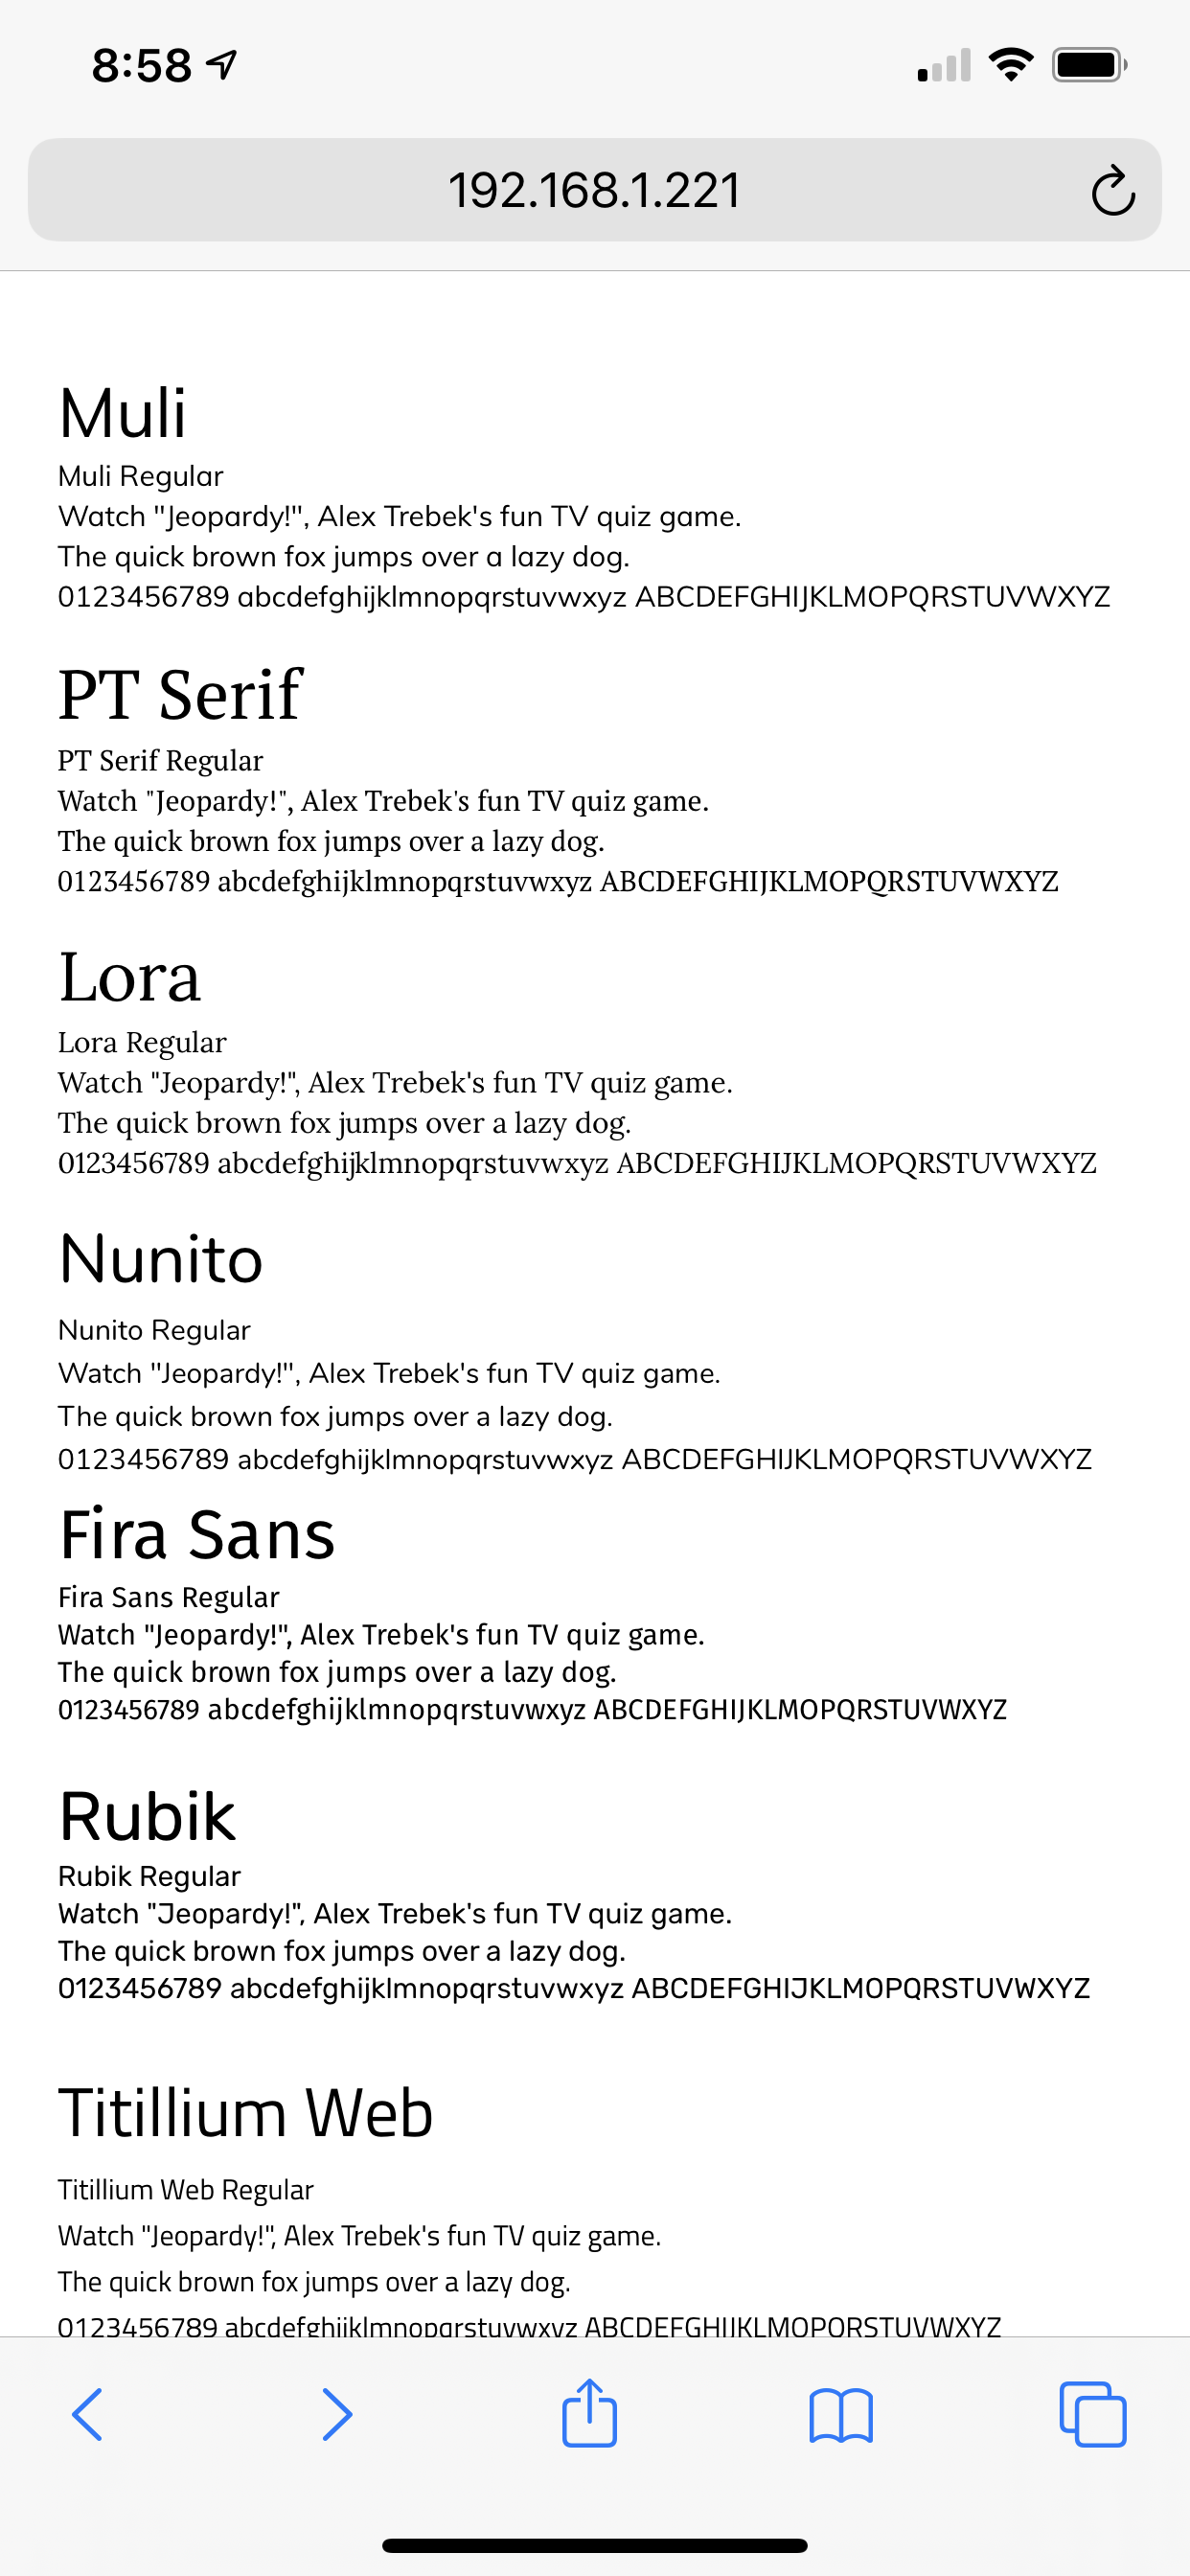 8:58
192.168.1.221
Muli
Muli Regular
Watch "Jeopardy!", Alex Trebek's fun TV quiz game.
The quick brown fox jumps over a lazy dog.
0123456789 abcdefghijklmnopqrstuvwxyz ABCDEFGHIJKLMOPQRSTUVWXYZ
PT Serif
PT Serif Regular
Watch "Jeopardy!", Alex Trebek's fun TV quiz game.
The quick brown fox jumps over a lazy dog.
0123456789 abcdefghijklmnopqrstuvwxyz ABCDEFGHIJKLMOPQRSTUVWXYZ
Lora
Lora Regular
Watch "Jeopardy!", Alex Trebek's fun TV quiz game.
The quick brown fox jumps over a lazy dog.
0123456789 abcdefghijklmnopqrstuvwxyz ABCDEFGHIJKLMOPQRSTUVWXYZ
Nunito
Nunito Regular
Watch "Jeopardy!", Alex Trebek's fun TV quiz game.
The quick brown fox jumps over a lazy dog.
0123456789 abcdefghijklmnopqrstuvwxyz ABCDEFGHIJKLMOPQRSTUVWXYZ
Fira Sans
Fira Sans Regular
Watch "Jeopardy!", Alex Trebek's fun TV quiz game.
The quick brown fox jumps over a lazy dog.
0123456789 abcdefghijklmnopqrstuvwxyz ABCDEFGHIJKLMOPQRSTUVWXYZ
Rubik
Rubik Regular
Watch "Jeopardy!", Alex Trebek's fun TV quiz game.
The quick brown fox jumps over a lazy dog.
0123456789 abcdefghijklmnopqrstuvwxyz ABCDEFGHIJKLMOPQRSTUVWXYZ
Titillium Web
Titillium Web Regular
Watch "Jeopardy!", Alex Trebek's fun TV quiz game.
The quick brown fox jumps over a lazy dog.
0123456789 abcdefghijklmnopqrstuvwxyz ABCDEFGHIJKLMOPQRSTUVWXYZ